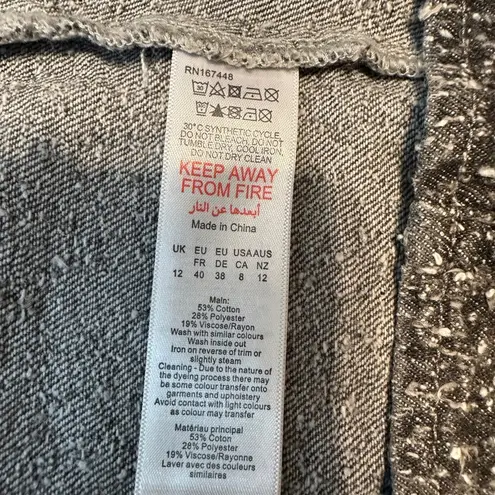 RN167448
30°C SYNTHETIC CYCLE,
DO NOT BLEACH, DO NOT
TUMBLE DRY, COOL IRON,
DO NOT DRY CLEAN
KEEP AWAY
FROM FIRE
أبعدها عن النار
Made in China
UK EU EU USA AUS
FR DE CA NZ
12 40 38 8 12
Main:
53% Cotton
28% Polyester
19% Viscose/Rayon
Wash with similar colours
Wash inside out
Iron on reverse of trim or
slightly steam
Cleaning - Due to the nature of
the dyeing process there may
be some colour transfer onto
garments and upholstery
Avoid contact with light colours
as colour may transfer
Matériau principal
53% Coton
28% Polyester
19% Viscose/Rayonne
Laver avec des couleurs
similaires